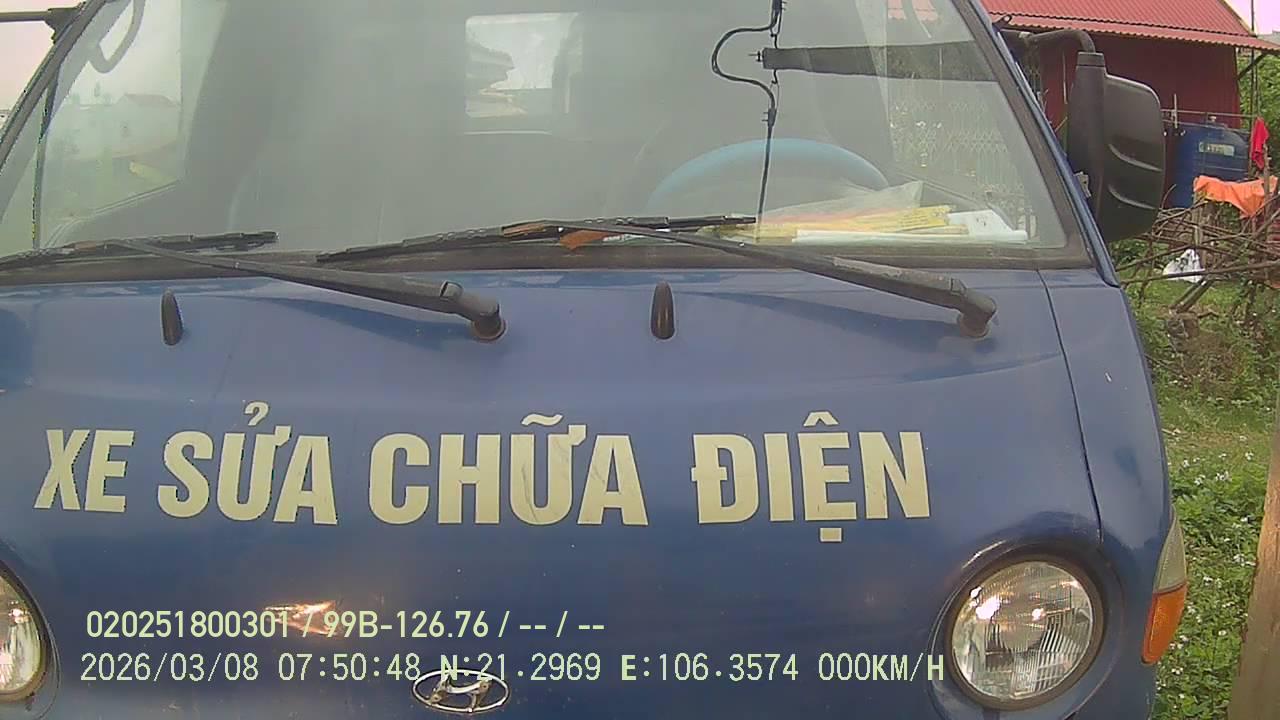 XE SỬA CHỮA ĐIỆN
020251800301 / 99B-126.76 / -- / --
2026/03/08 07:50:48 N:21.2969 E:106.3574 000KM/H